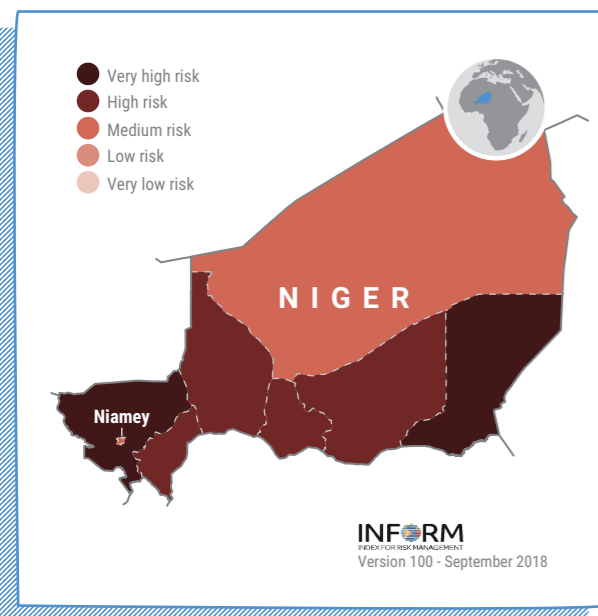 Very high risk
High risk
Medium risk
Low risk
Very low risk
NIGER
Niamey
INFORM
INDEX FOR RISK MANAGEMENT
Version 100 - September 2018